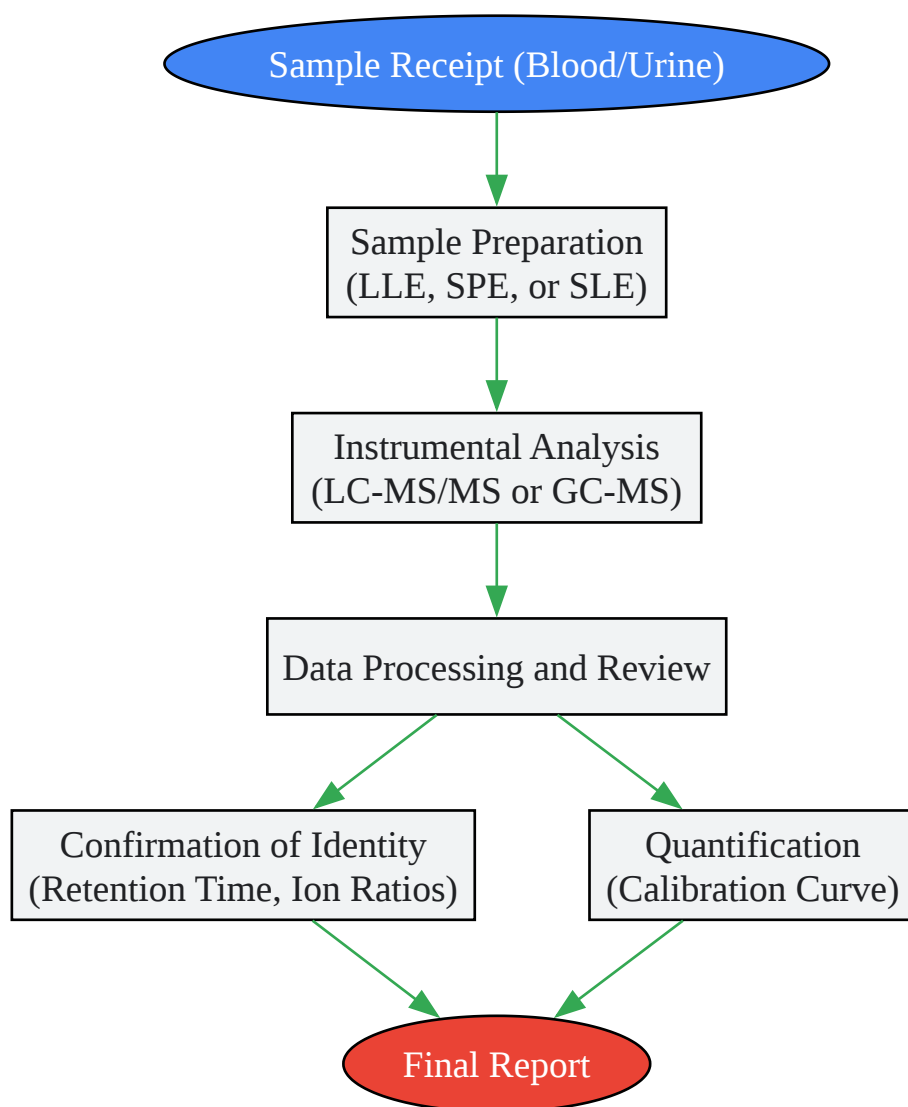 Sample Receipt (Blood/Urine)
Sample Preparation
(LLE, SPE, or SLE)
Instrumental Analysis
(LC-MS/MS or GC-MS)
Data Processing and Review
Confirmation of Identity
(Retention Time, Ion Ratios)
Quantification
(Calibration Curve)
Final Report